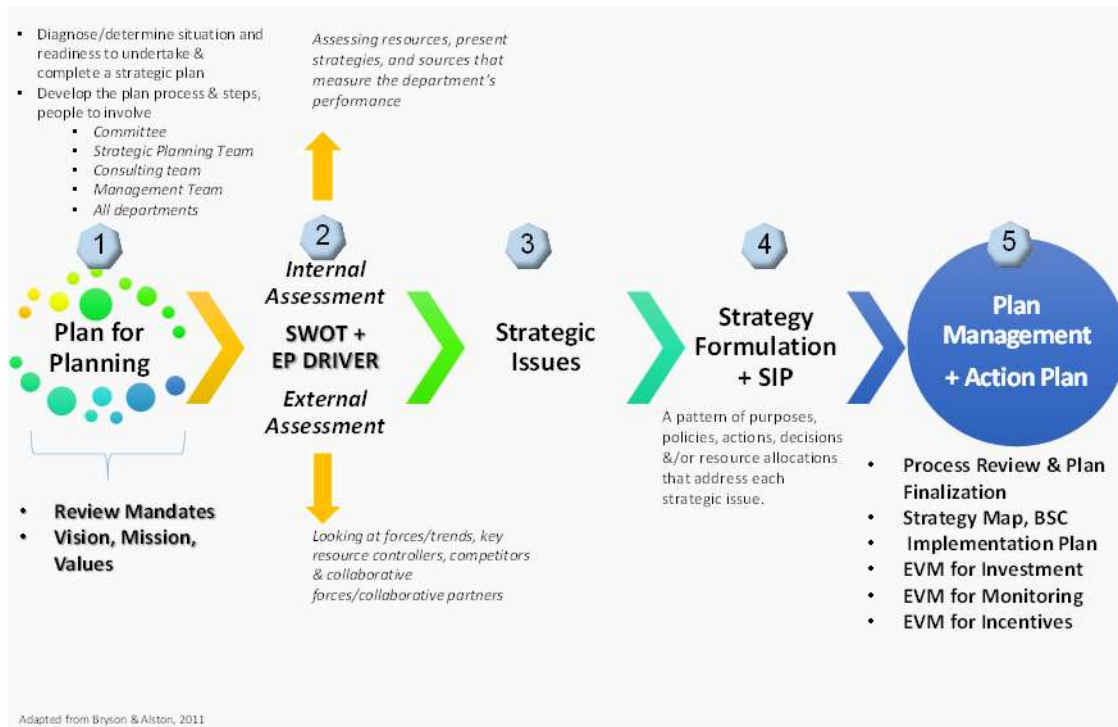 ▪ Diagnose/determine situation and
readiness to undertake &
complete a strategic plan
▪ Develop the plan process & steps,
people to involve
▪ Committee
▪ Strategic Planning Team
▪ Consulting team
▪ Management Team
▪ All departments
Assessing resources, present
strategies, and sources that
measure the department's
performance
1
Plan for
Planning
• Review Mandates
• Vision, Mission,
Values
2
Internal
Assessment
SWOT +
EP DRIVER
External
Assessment
Looking at forces/trends, key
resource controllers, competitors
& collaborative
forces/collaborative partners
3
Strategic
Issues
4
Strategy
Formulation
+ SIP
A pattern of purposes,
policies, actions, decisions
&/or resource allocations
that address each
strategic issue.
5
Plan
Management
+ Action Plan
• Process Review & Plan
Finalization
• Strategy Map, BSC
• Implementation Plan
• EVM for Investment
• EVM for Monitoring
• EVM for Incentives
Adapted from Bryson & Alston, 2011